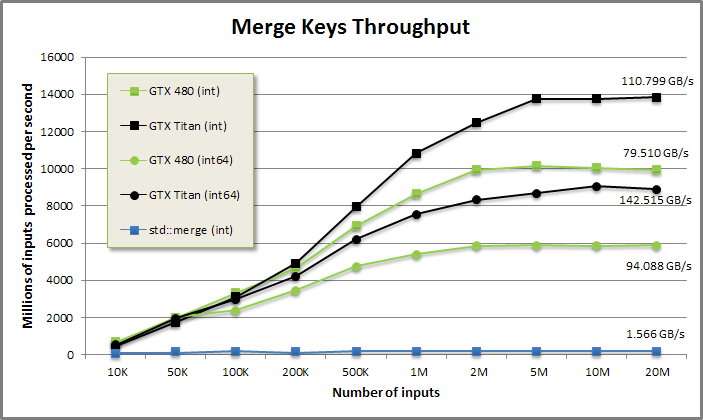 Merge Keys Throughput
Millions of inputs processed per second
16000
14000
12000
10000
8000
6000
4000
2000
0
GTX 480 (int)
GTX Titan (int)
GTX 480 (int64)
GTX Titan (int64)
std::merge (int)
110.799 GB/s
79.510 GB/s
142.515 GB/s
94.088 GB/s
1.566 GB/s
10K 50K 100K 200K 500K 1M 2M 5M 10M 20M
Number of inputs